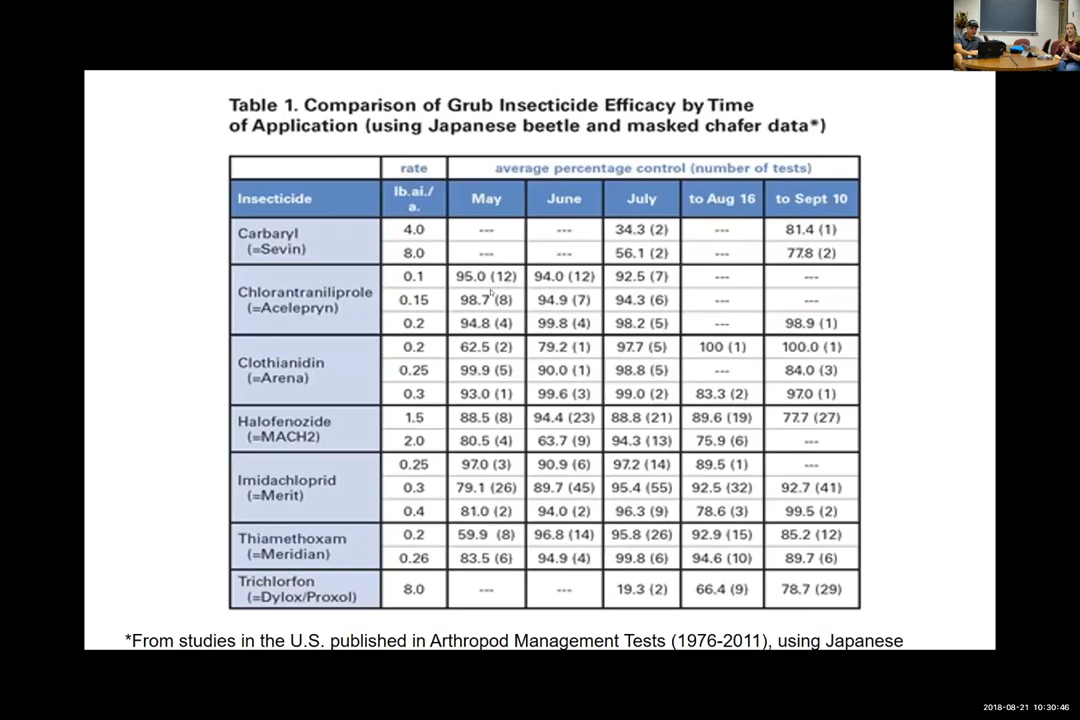 Table 1. Comparison of Grub Insecticide Efficacy by Time
of Application (using Japanese beetle and masked chafer data*)
rate average percentage control (number of tests)
Insecticide lb.ai./a. May June July to Aug 16 to Sept 10
Carbaryl (=Sevin) 4.0 --- --- 34.3 (2) --- 81.4 (1)
8.0 --- --- 56.1 (2) --- 77.8 (2)
Chlorantraniliprole (=Acelepryn) 0.1 95.0 (12) 94.0 (12) 92.5 (7) --- ---
0.15 98.7 (8) 94.9 (7) 94.3 (6) --- ---
0.2 94.8 (4) 99.8 (4) 98.2 (5) --- 98.9 (1)
Clothianidin (=Arena) 0.2 62.5 (2) 79.2 (1) 97.7 (5) 100 (1) 100.0 (1)
0.25 99.9 (5) 90.0 (1) 98.8 (5) --- 84.0 (3)
0.3 93.0 (1) 99.6 (3) 99.0 (2) 83.3 (2) 97.0 (1)
Halofenozide (=MACH2) 1.5 88.5 (8) 94.4 (23) 88.8 (21) 89.6 (19) 77.7 (27)
2.0 80.5 (4) 63.7 (9) 94.3 (13) 75.9 (6) ---
Imidachloprid (=Merit) 0.25 97.0 (3) 90.9 (6) 97.2 (14) 89.5 (1) ---
0.3 79.1 (26) 89.7 (45) 95.4 (55) 92.5 (32) 92.7 (41)
0.4 81.0 (2) 94.0 (2) 96.3 (9) 78.6 (3) 99.5 (2)
Thiamethoxam (=Meridian) 0.2 59.9 (8) 96.8 (14) 95.8 (26) 92.9 (15) 85.2 (12)
0.26 83.5 (6) 94.9 (4) 99.8 (6) 94.6 (10) 89.7 (6)
Trichlorfon (=Dylox/Proxol) 8.0 --- --- 19.3 (2) 66.4 (9) 78.7 (29)
*From studies in the U.S. published in Arthropod Management Tests (1976-2011), using Japanese
2018-08-21 10:30:46